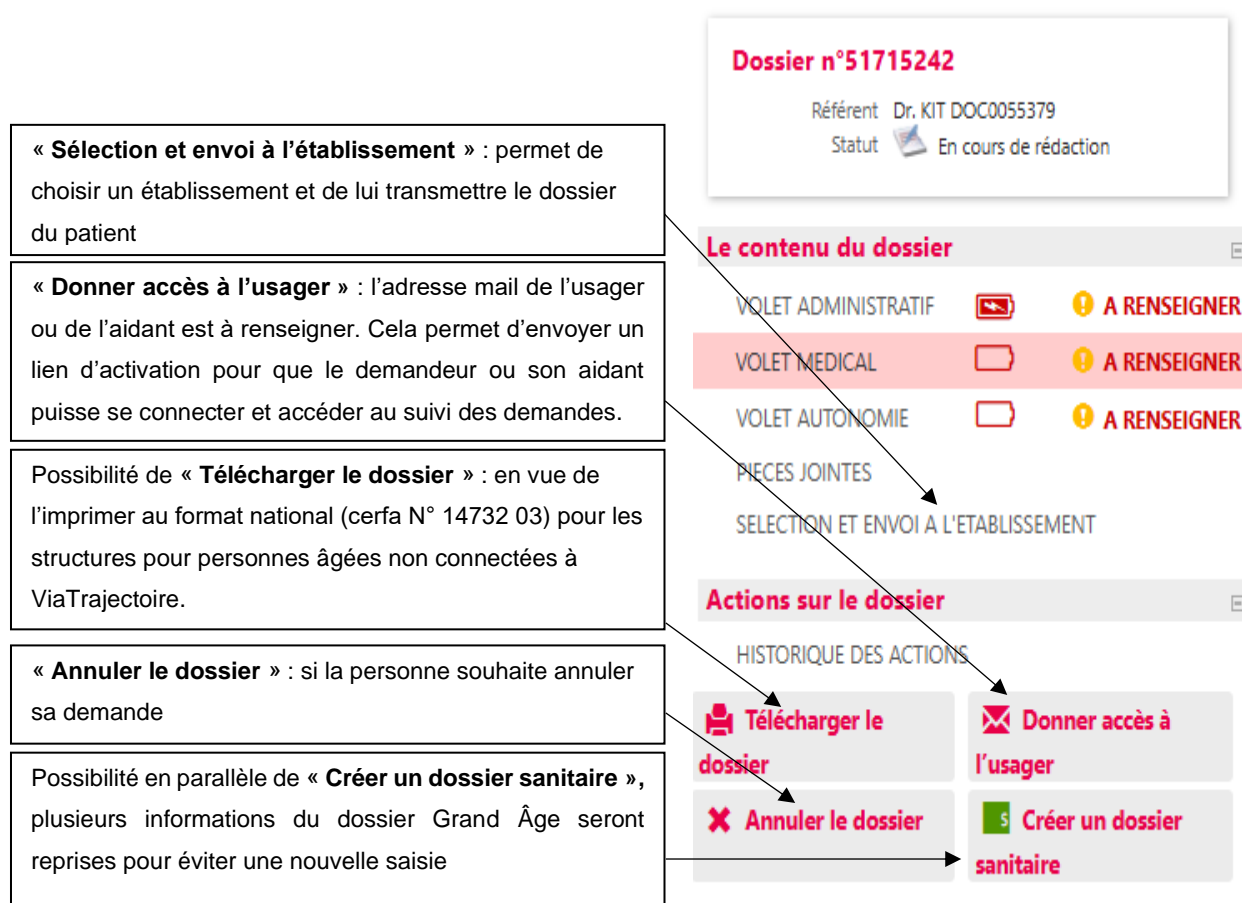 « Sélection et envoi à l'établissement » : permet de
choisir un établissement et de lui transmettre le dossier
du patient
« Donner accès à l'usager » : l'adresse mail de l'usager
ou de l'aidant est à renseigner. Cela permet d'envoyer un
lien d'activation pour que le demandeur ou son aidant
puisse se connecter et accéder au suivi des demandes.
Possibilité de « Télécharger le dossier » : en vue de
l'imprimer au format national (cerfa N° 14732 03) pour les
structures pour personnes âgées non connectées à
ViaTrajectoire.
« Annuler le dossier » : si la personne souhaite annuler
sa demande
Possibilité en parallèle de « Créer un dossier sanitaire »,
plusieurs informations du dossier Grand Âge seront
reprises pour éviter une nouvelle saisie
Dossier n°51715242
Référent Dr. KIT DOC0055379
Statut En cours de rédaction
Le contenu du dossier
VOLET ADMINISTRATIF A RENSEIGNER
VOLET MEDICAL A RENSEIGNER
VOLET AUTONOMIE A RENSEIGNER
PIECES JOINTES
SELECTION ET ENVOI A L'ETABLISSEMENT
Actions sur le dossier
HISTORIQUE DES ACTIONS
Télécharger le
dossier
Donner accès à
l'usager
Annuler le dossier
Créer un dossier
sanitaire